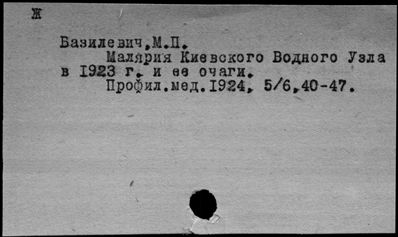 Ж
Базилевич,М.П.
Малярия Киевского Водного Узла
в 1923 г. и ее очаги.
Профил.мед.1924, 5/6,40-47.